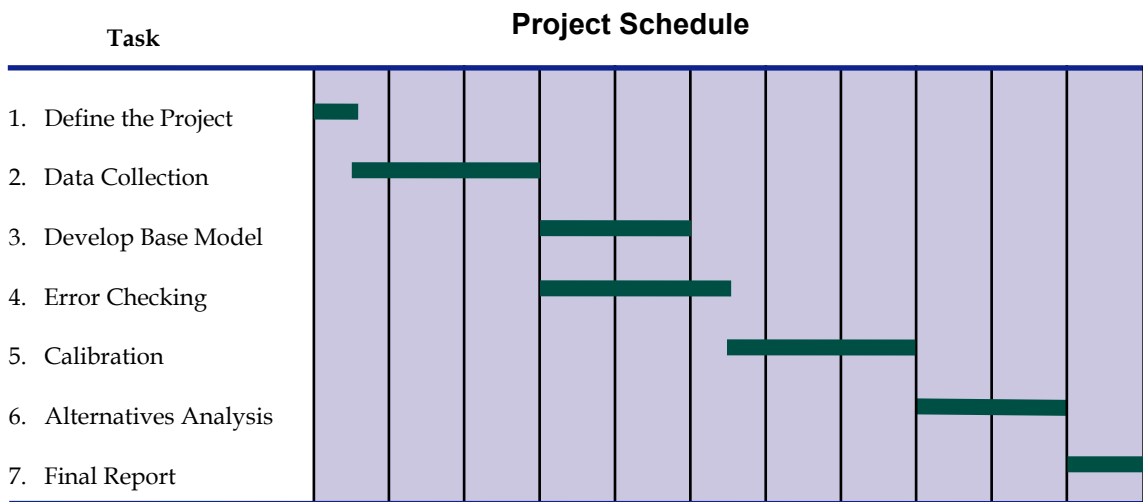 Project Schedule
Task
1. Define the Project
2. Data Collection
3. Develop Base Model
4. Error Checking
5. Calibration
6. Alternatives Analysis
7. Final Report